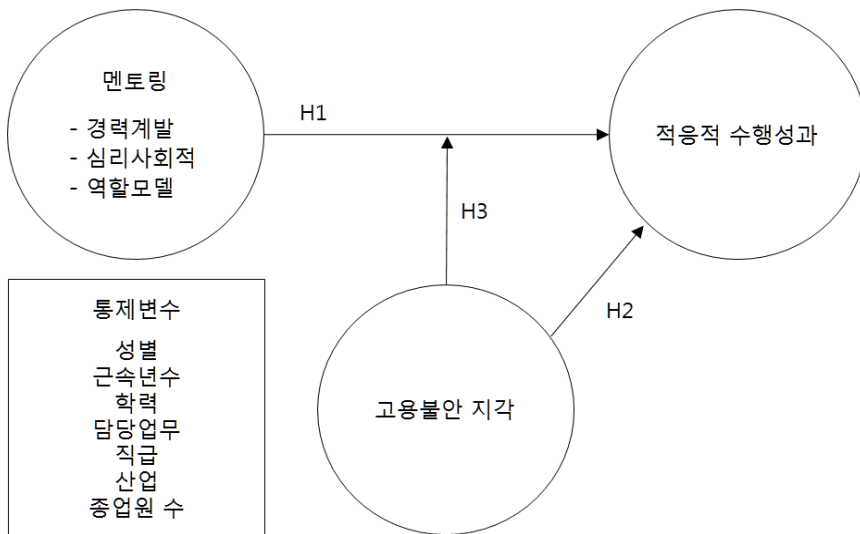 멘토링
- 경력계발
- 심리사회적
- 역할모델
H1
적응적 수행성과
H3
H2
고용불안 지각
통제변수
성별
근속년수
학력
담당업무
직급
산업
종업원 수